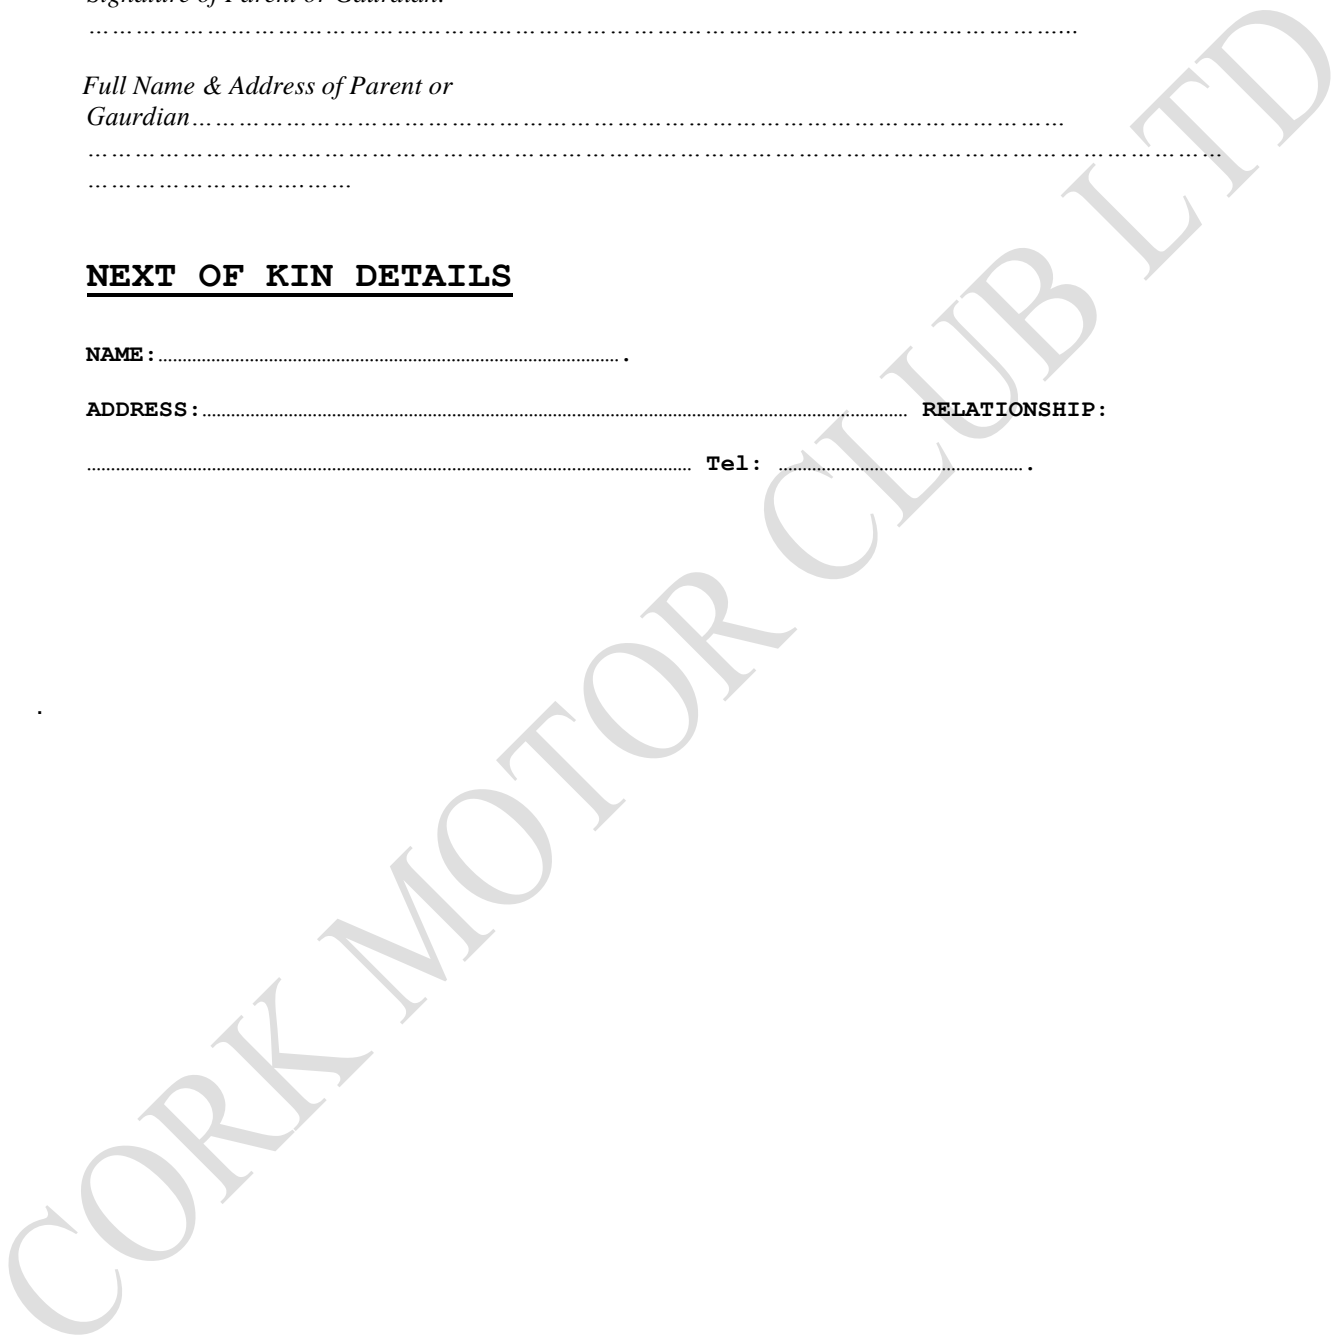 Signature of Parent or Gaurdian:
…………………………………………………………………………………………………………...
Full Name & Address of Parent or
Gaurdian………………………………………………………………………………………………
……………………………………………………………………………………………………………………………
…………………………….……
NEXT OF KIN DETAILS
NAME:…………………………………………………………………………………….
ADDRESS:………………………………………………………………………………………………………………………………… RELATIONSHIP:
……………………………………………………………………………………………………………… Tel: …………………………………………….
.
CORK MOTOR CLUB LTD